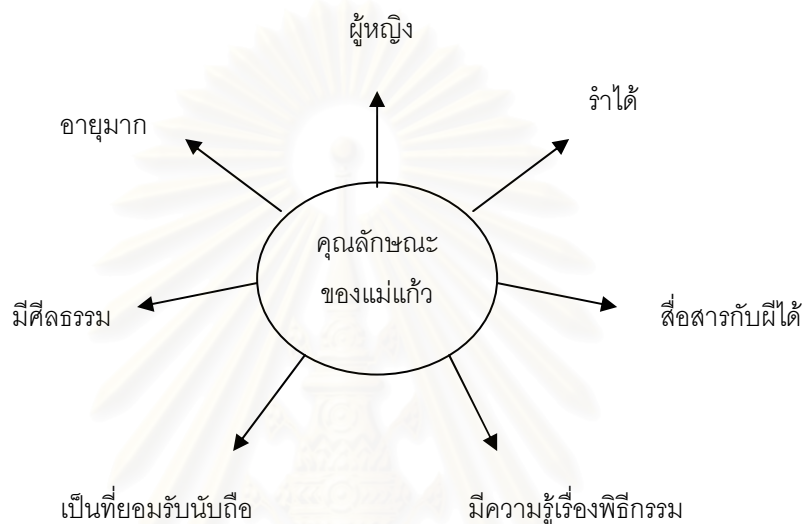 ผู้หญิง
รำได้
อายุมาก
คุณลักษณะ
ของแม่แก้ว
มีศีลธรรม
สื่อสารกับผีได้
เป็นที่ยอมรับนับถือ
มีความรู้เรื่องพิธีกรรม